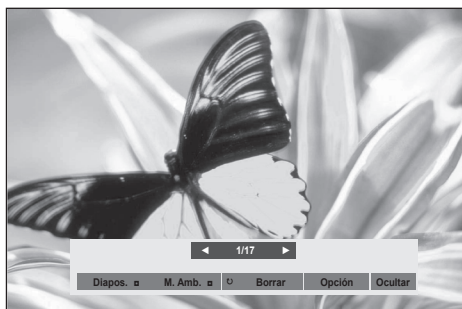 ◄ 1/17 ►
Diapos. M. Amb. Borrar Opción Ocultar